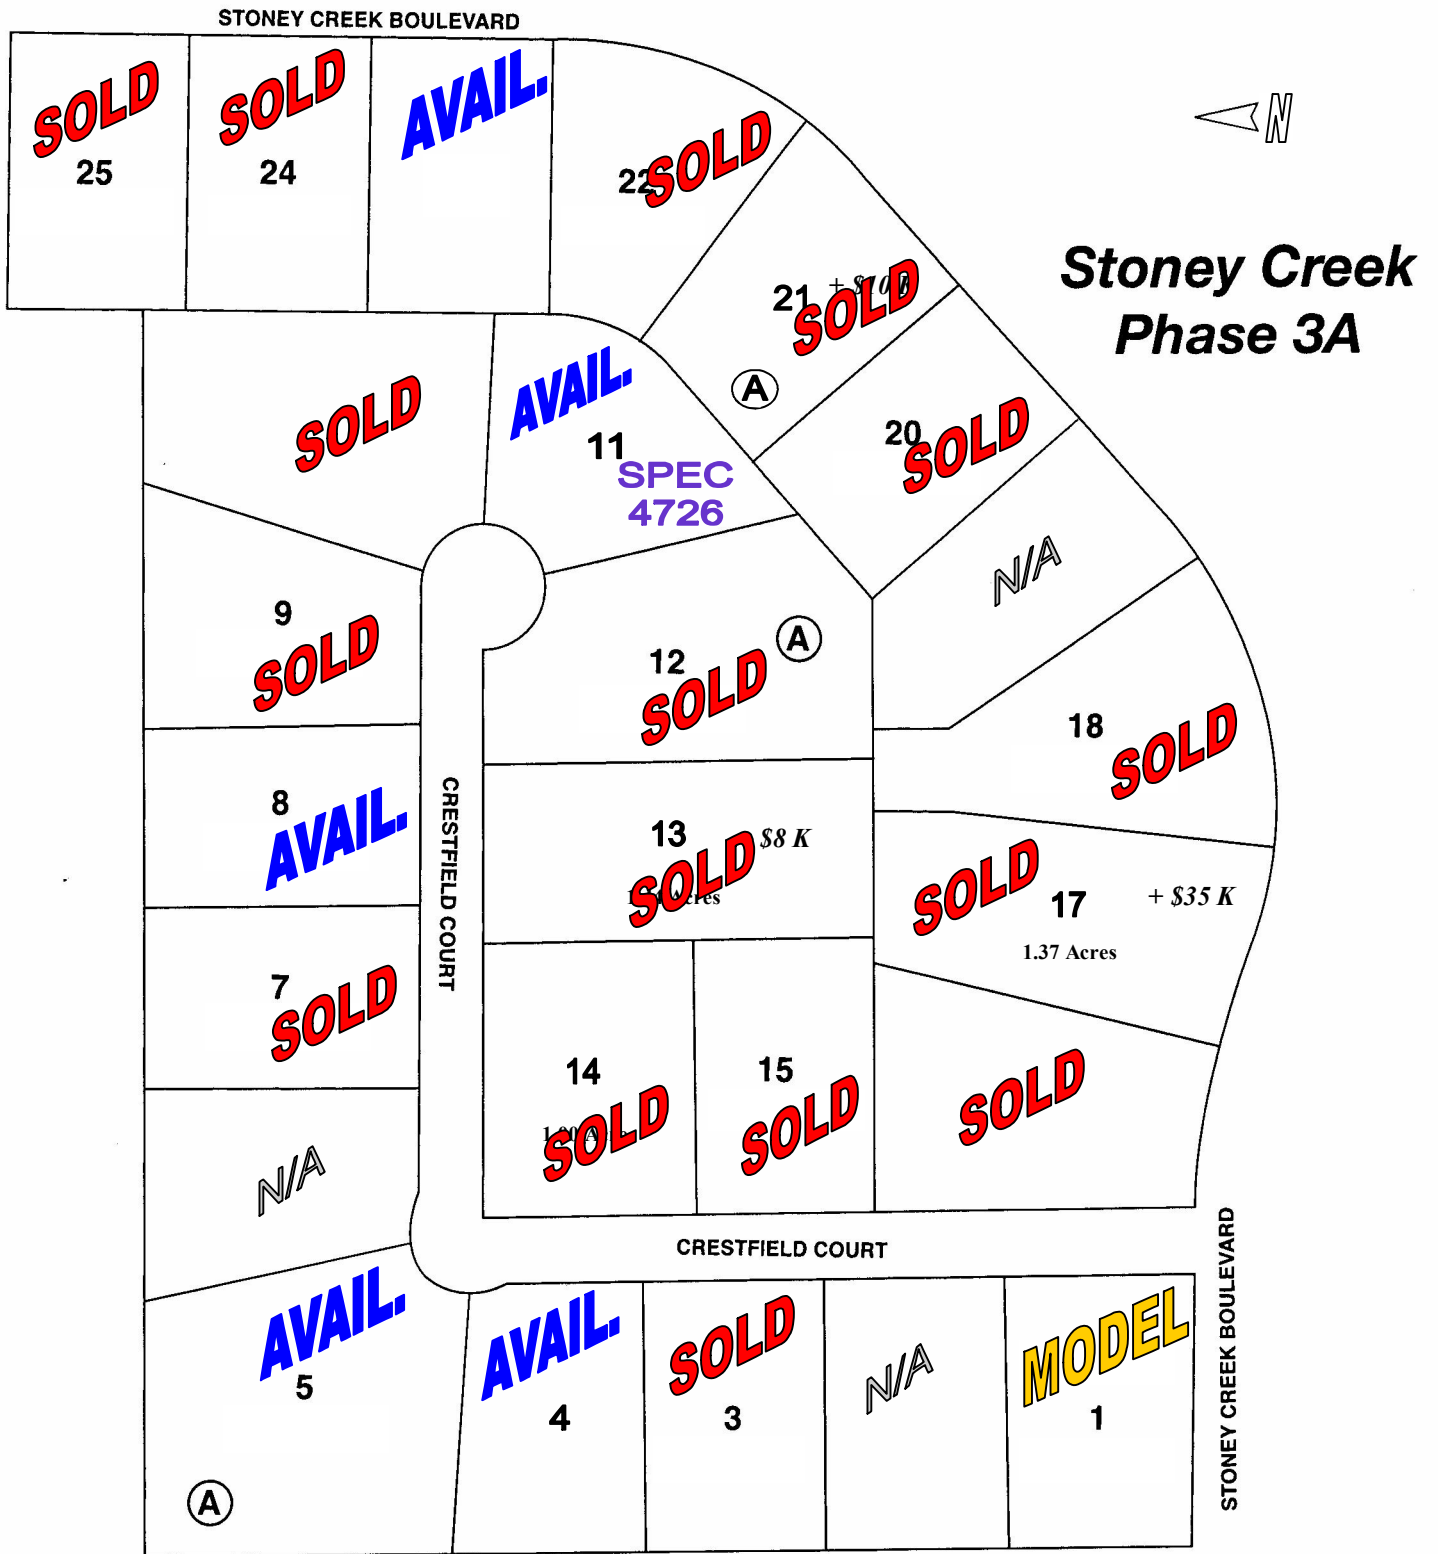 STONEY CREEK BOULEVARD
SOLD
25
SOLD
24
AVAIL.
22
SOLD
N
Stoney Creek
Phase 3A
21
SOLD
+ $10 K
A
20
SOLD
SOLD
AVAIL.
11
SPEC
4726
N/A
9
SOLD
12
SOLD
A
18
SOLD
8
AVAIL.
CRESTFIELD COURT
13
$8 K
SOLD
Acres
SOLD
17
+ $35 K
1.37 Acres
7
SOLD
14
SOLD
15
SOLD
SOLD
N/A
CRESTFIELD COURT
STONEY CREEK BOULEVARD
AVAIL.
5
A
AVAIL.
4
SOLD
3
N/A
MODEL
1